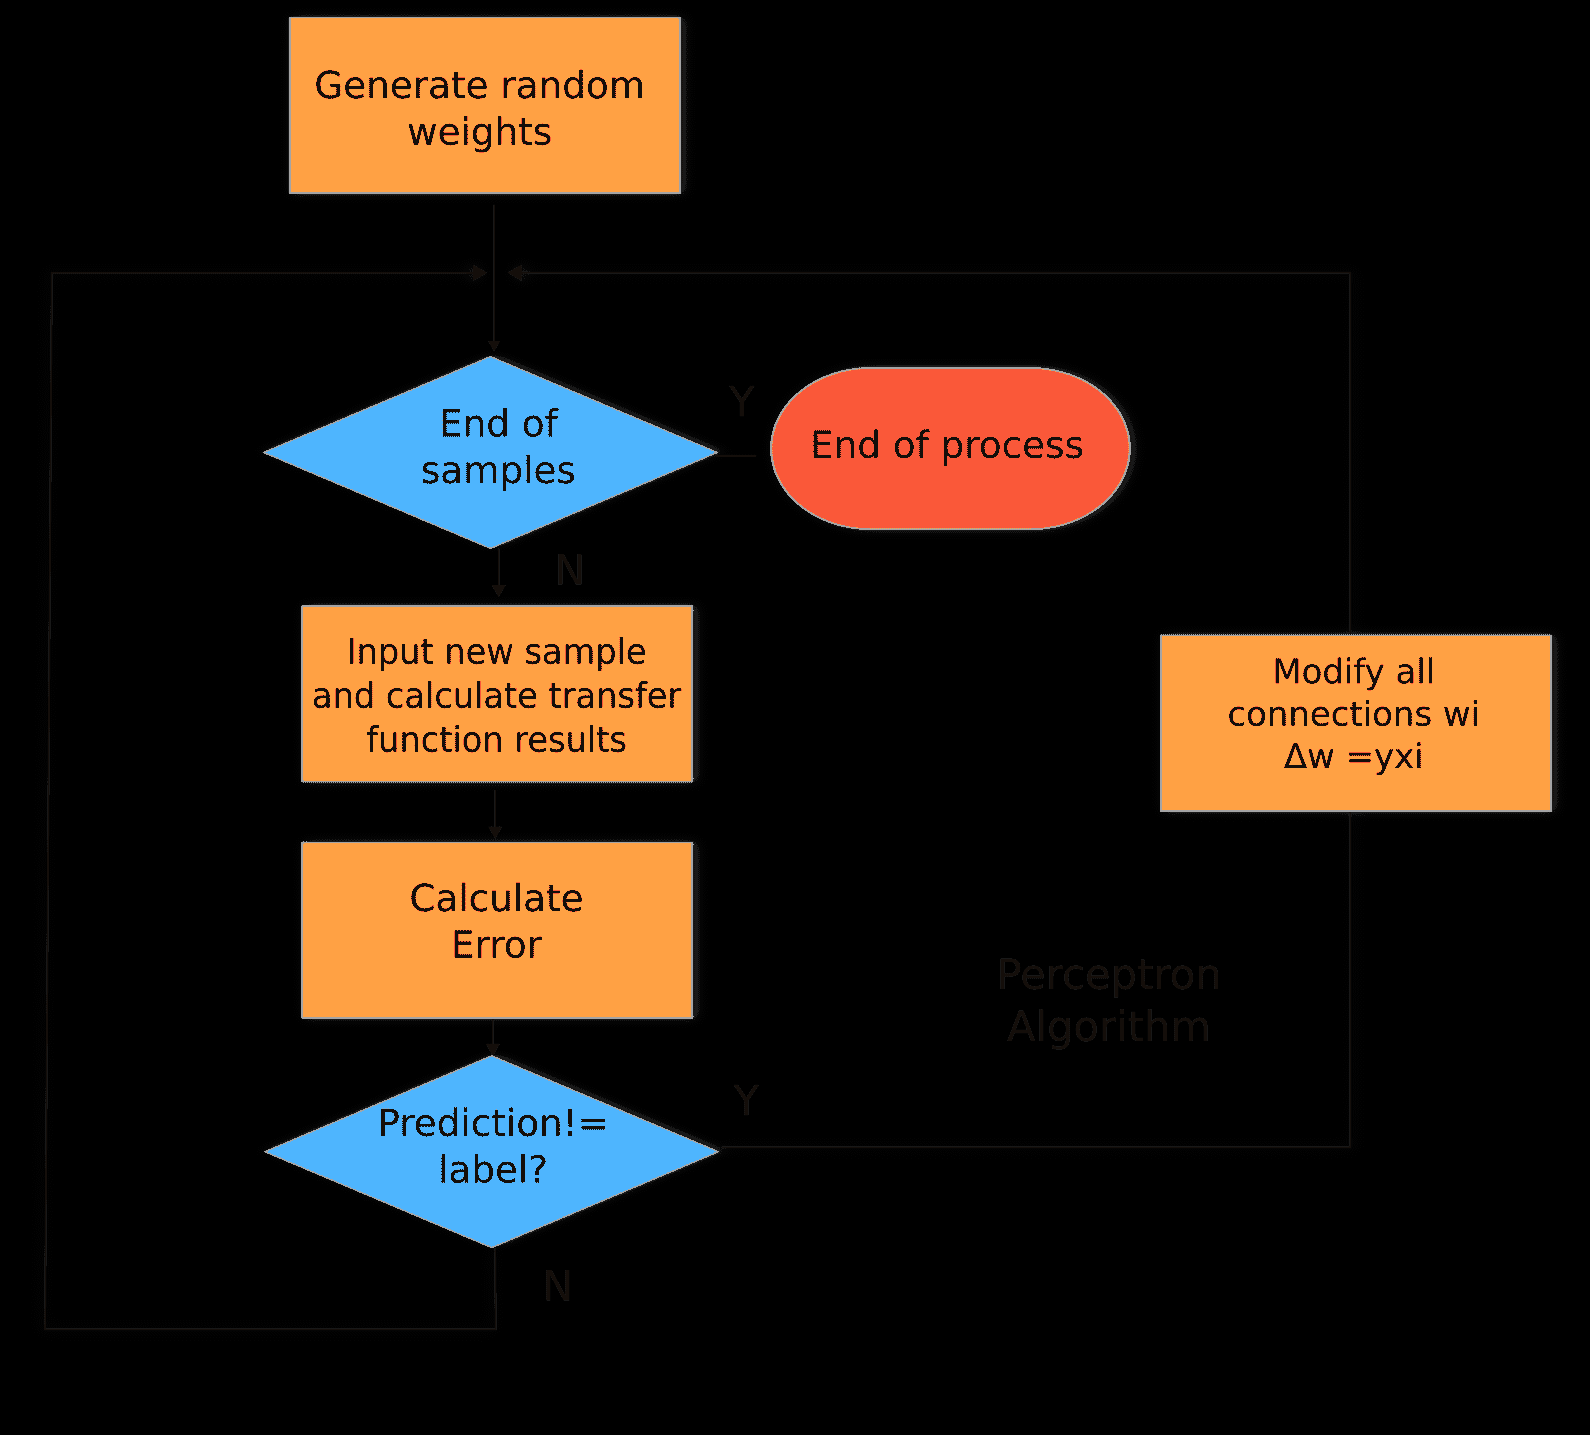 Generate random
weights
End of
samples
Y
End of process
N
Input new sample
and calculate transfer
function results
Modify all
connections wi
Δw =yxi
Calculate
Error
Perceptron
Algorithm
Prediction!=
label?
Y
N